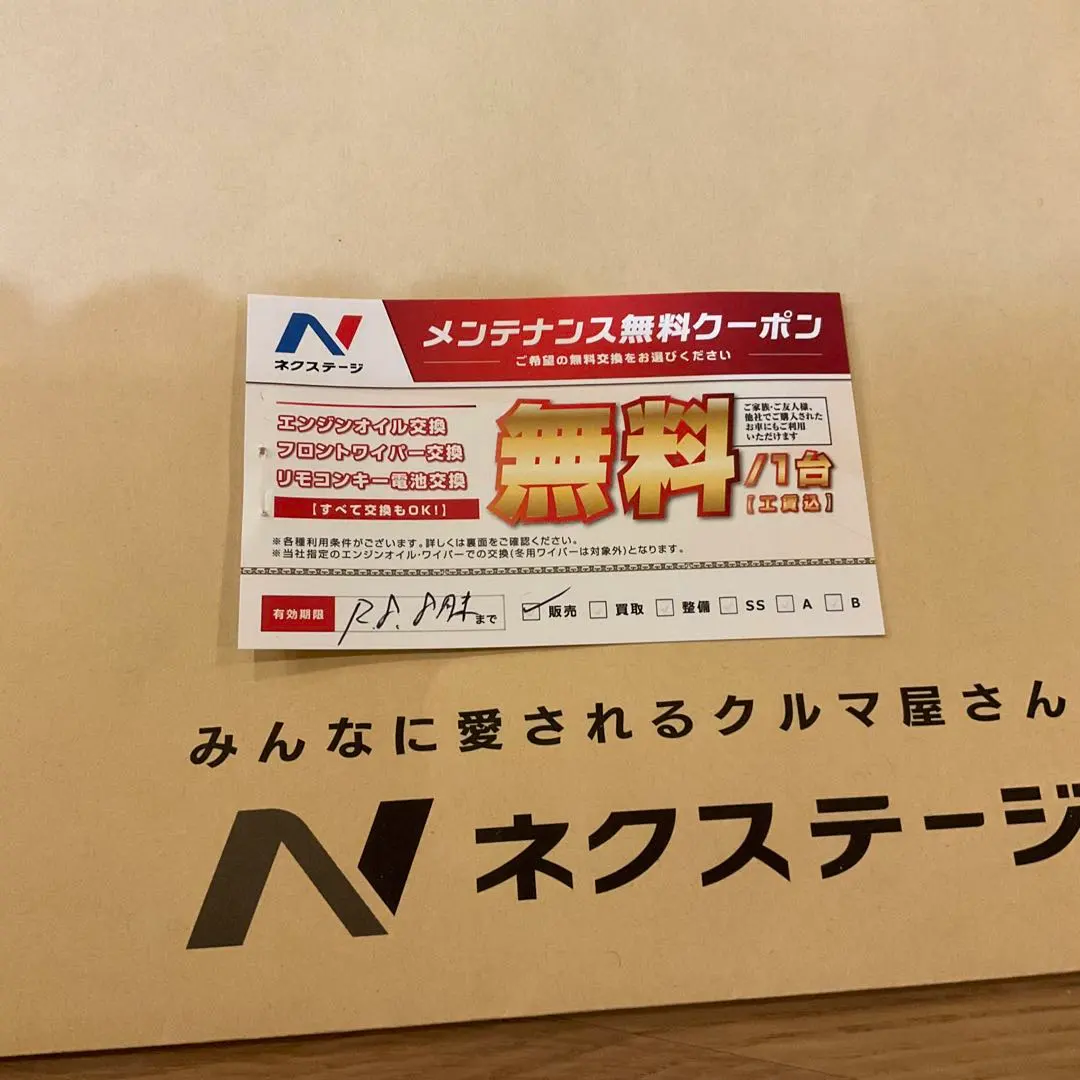 ネクステージ
メンテナンス無料クーポン
ご希望の無料交換をお選びください
エンジンオイル交換
フロントワイパー交換
リモコンキー電池交換
【すべて交換もOK!】
無料
/1台
【工賃込】
ご家族・ご友人様、
他社でご購入された
お車にもご利用
いただけます
※各種利用条件がございます。詳しくは裏面をご確認ください。
※当社指定のエンジンオイル・ワイパーでの交換(冬用ワイパーは対象外)となります。
有効期限 R.8.8月末まで 販売 買取 整備 SS A B
みんなに愛されるクルマ屋さん
ネクステージ